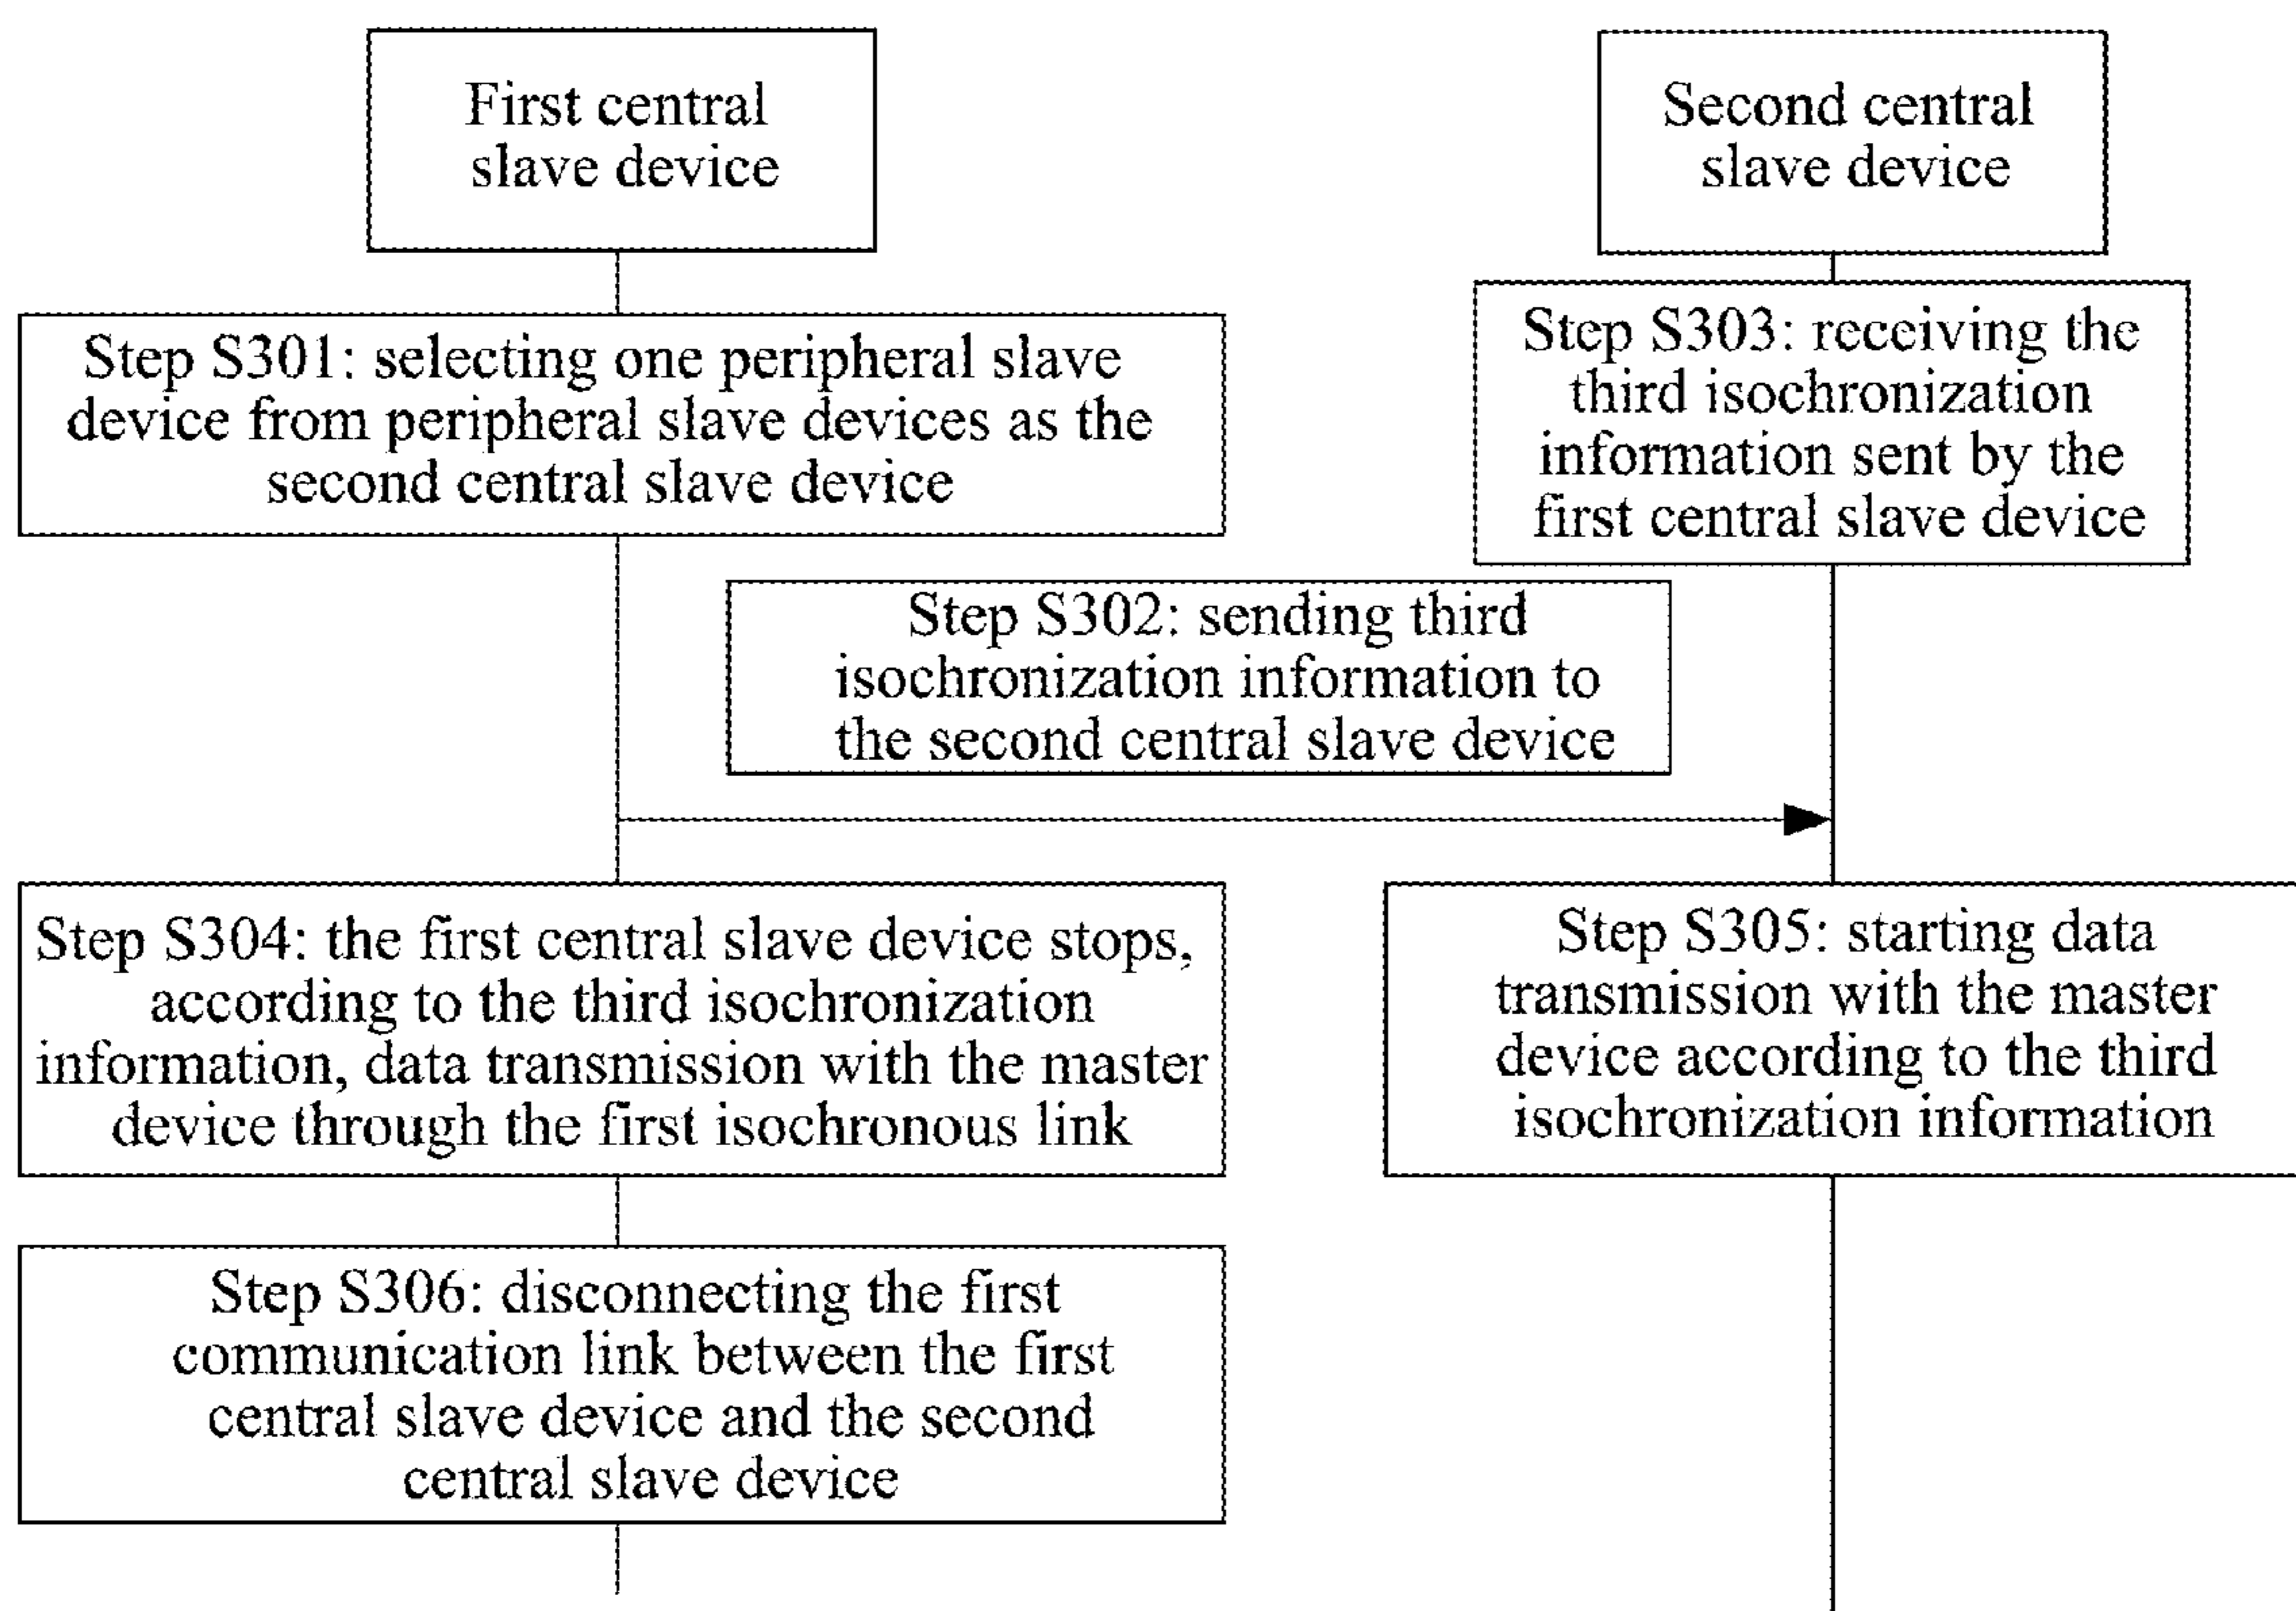 First central
slave device
Second central
slave device
Step S301: selecting one peripheral slave
device from peripheral slave devices as the
second central slave device
Step S303: receiving the
third isochronization
information sent by the
first central slave device
Step S302: sending third
isochronization information to
the second central slave device
Step S304: the first central slave device stops,
according to the third isochronization
information, data transmission with the master
device through the first isochronous link
Step S305: starting data
transmission with the master
device according to the third
isochronization information
Step S306: disconnecting the first
communication link between the first
central slave device and the second
central slave device